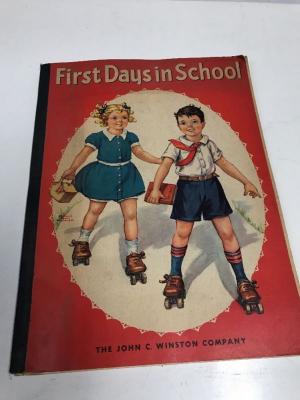 First Days in School
THE JOHN C. WINSTON COMPANY